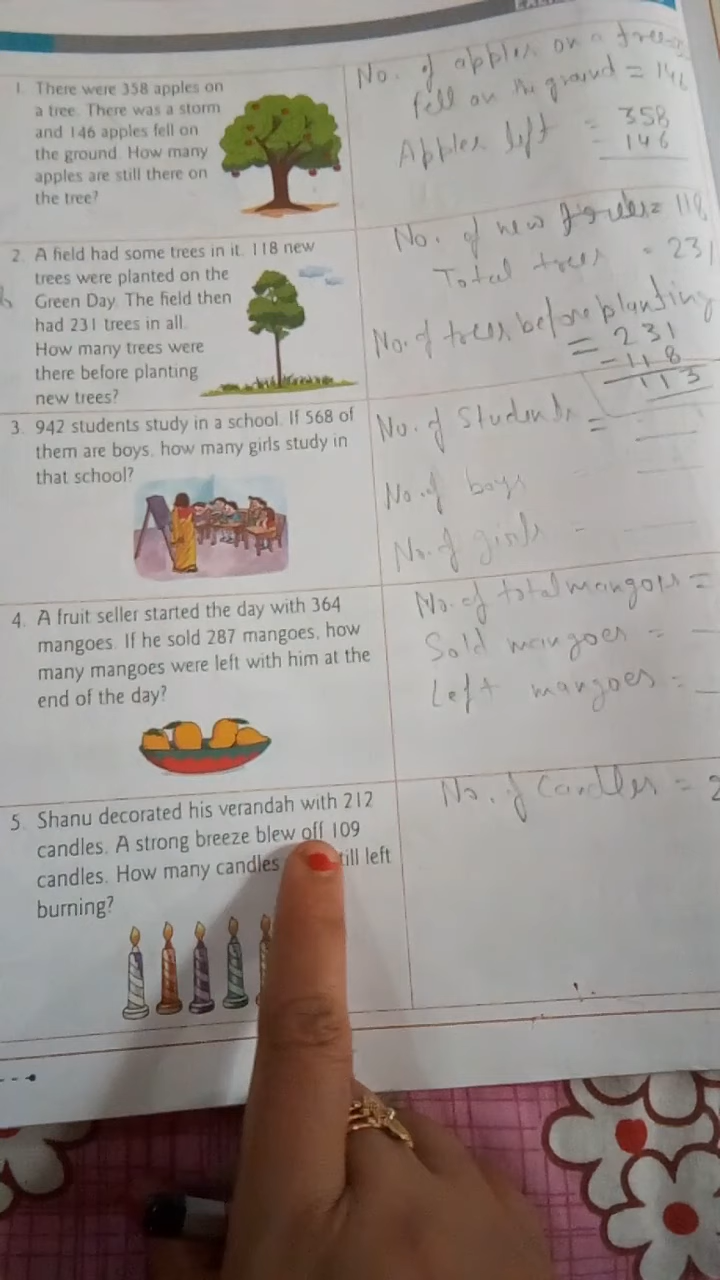 1. There were 358 apples on
a tree. There was a storm
and 146 apples fell on
the ground. How many
apples are still there on
the tree?
No. of apples on a tree
fell on the ground = 146
Apples left = 358
- 146
2. A field had some trees in it. 118 new
trees were planted on the
Green Day. The field then
had 231 trees in all.
How many trees were
there before planting
new trees?
No. of new trees = 118
Total trees = 231
No. of trees before planting
= 231
- 118
113
3. 942 students study in a school. If 568 of
them are boys, how many girls study in
that school?
No. of Students =
No. of boys
No. of girls =
4. A fruit seller started the day with 364
mangoes. If he sold 287 mangoes, how
many mangoes were left with him at the
end of the day?
No. of total mangoes =
Sold mangoes =
Left mangoes =
5. Shanu decorated his verandah with 212
candles. A strong breeze blew off 109
candles. How many candles till left
burning?
No. of Candles = 2